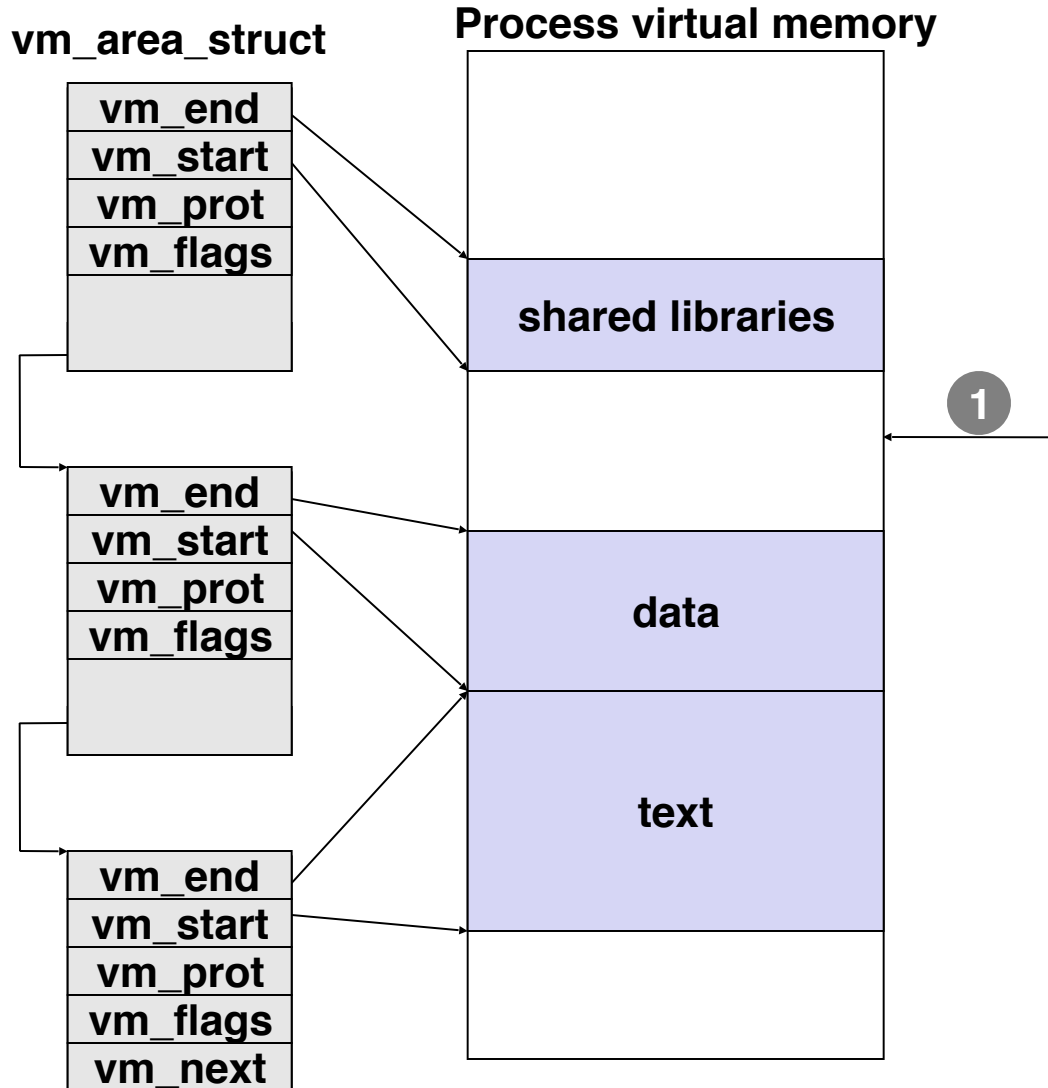 vm_area_struct
vm_end
vm_start
vm_prot
vm_flags
vm_end
vm_start
vm_prot
vm_flags
vm_end
vm_start
vm_prot
vm_flags
vm_next
Process virtual memory
shared libraries
data
text
1